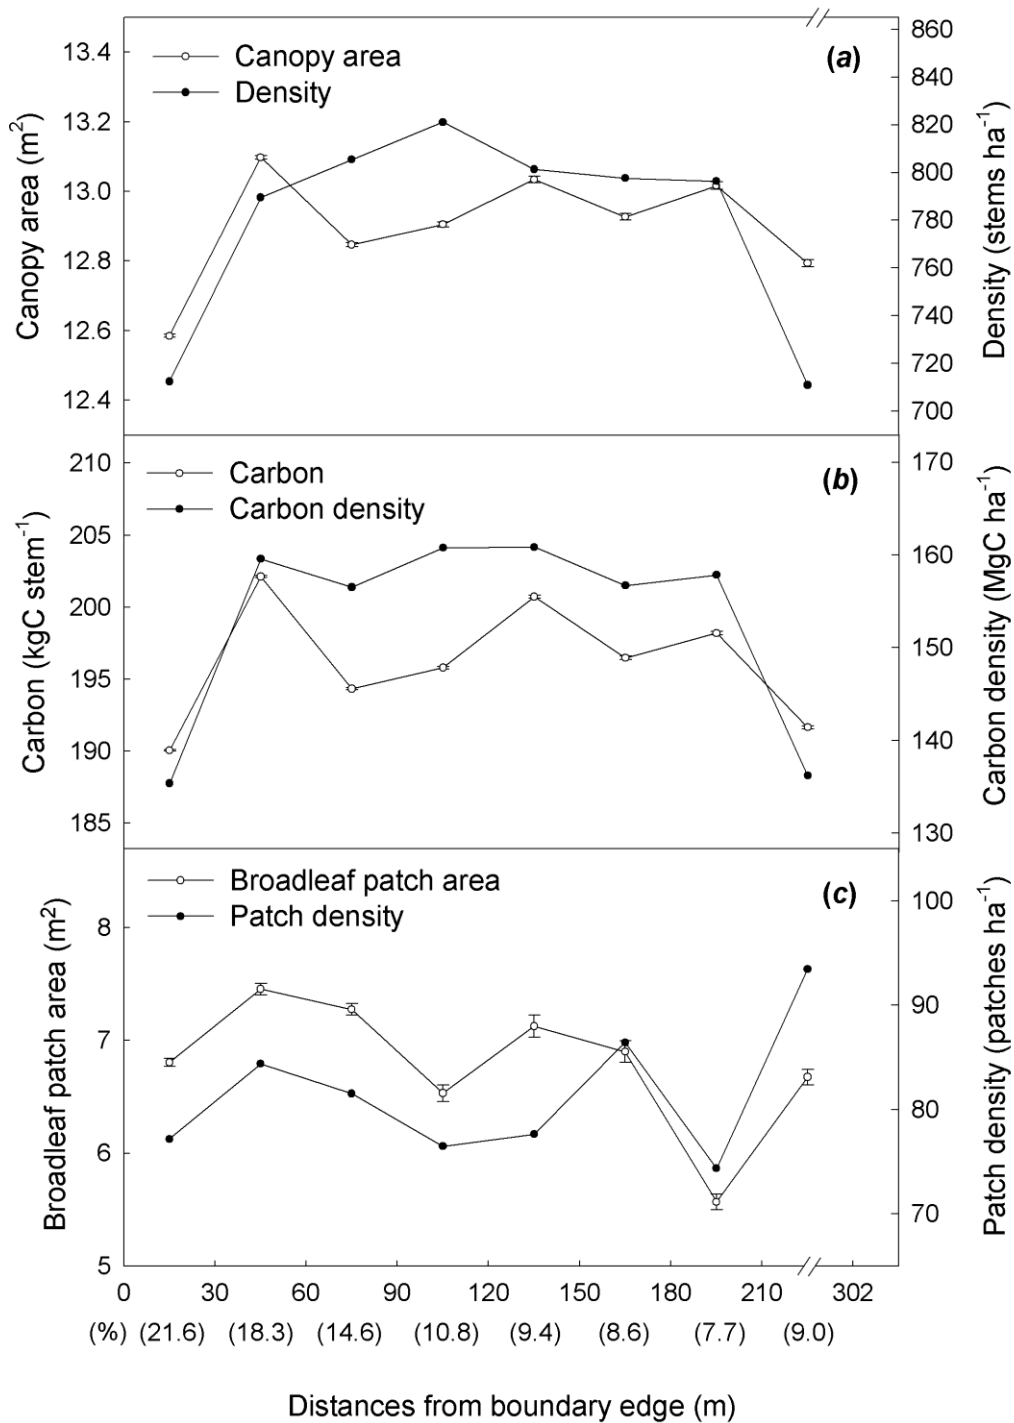 (a)
Canopy area
Density
Canopy area (m²)
13.4
13.2
13.0
12.8
12.6
12.4
860
840
820
800
780
760
740
720
700
Density (stems ha⁻¹)
(b)
Carbon
Carbon density
Carbon (kgC stem⁻¹)
210
205
200
195
190
185
170
160
150
140
130
Carbon density (MgC ha⁻¹)
(c)
Broadleaf patch area
Patch density
Broadleaf patch area (m²)
8
7
6
5
100
90
80
70
Patch density (patches ha⁻¹)
0 30 60 90 120 150 180 210 302
(%) (21.6) (18.3) (14.6) (10.8) (9.4) (8.6) (7.7) (9.0)
Distances from boundary edge (m)